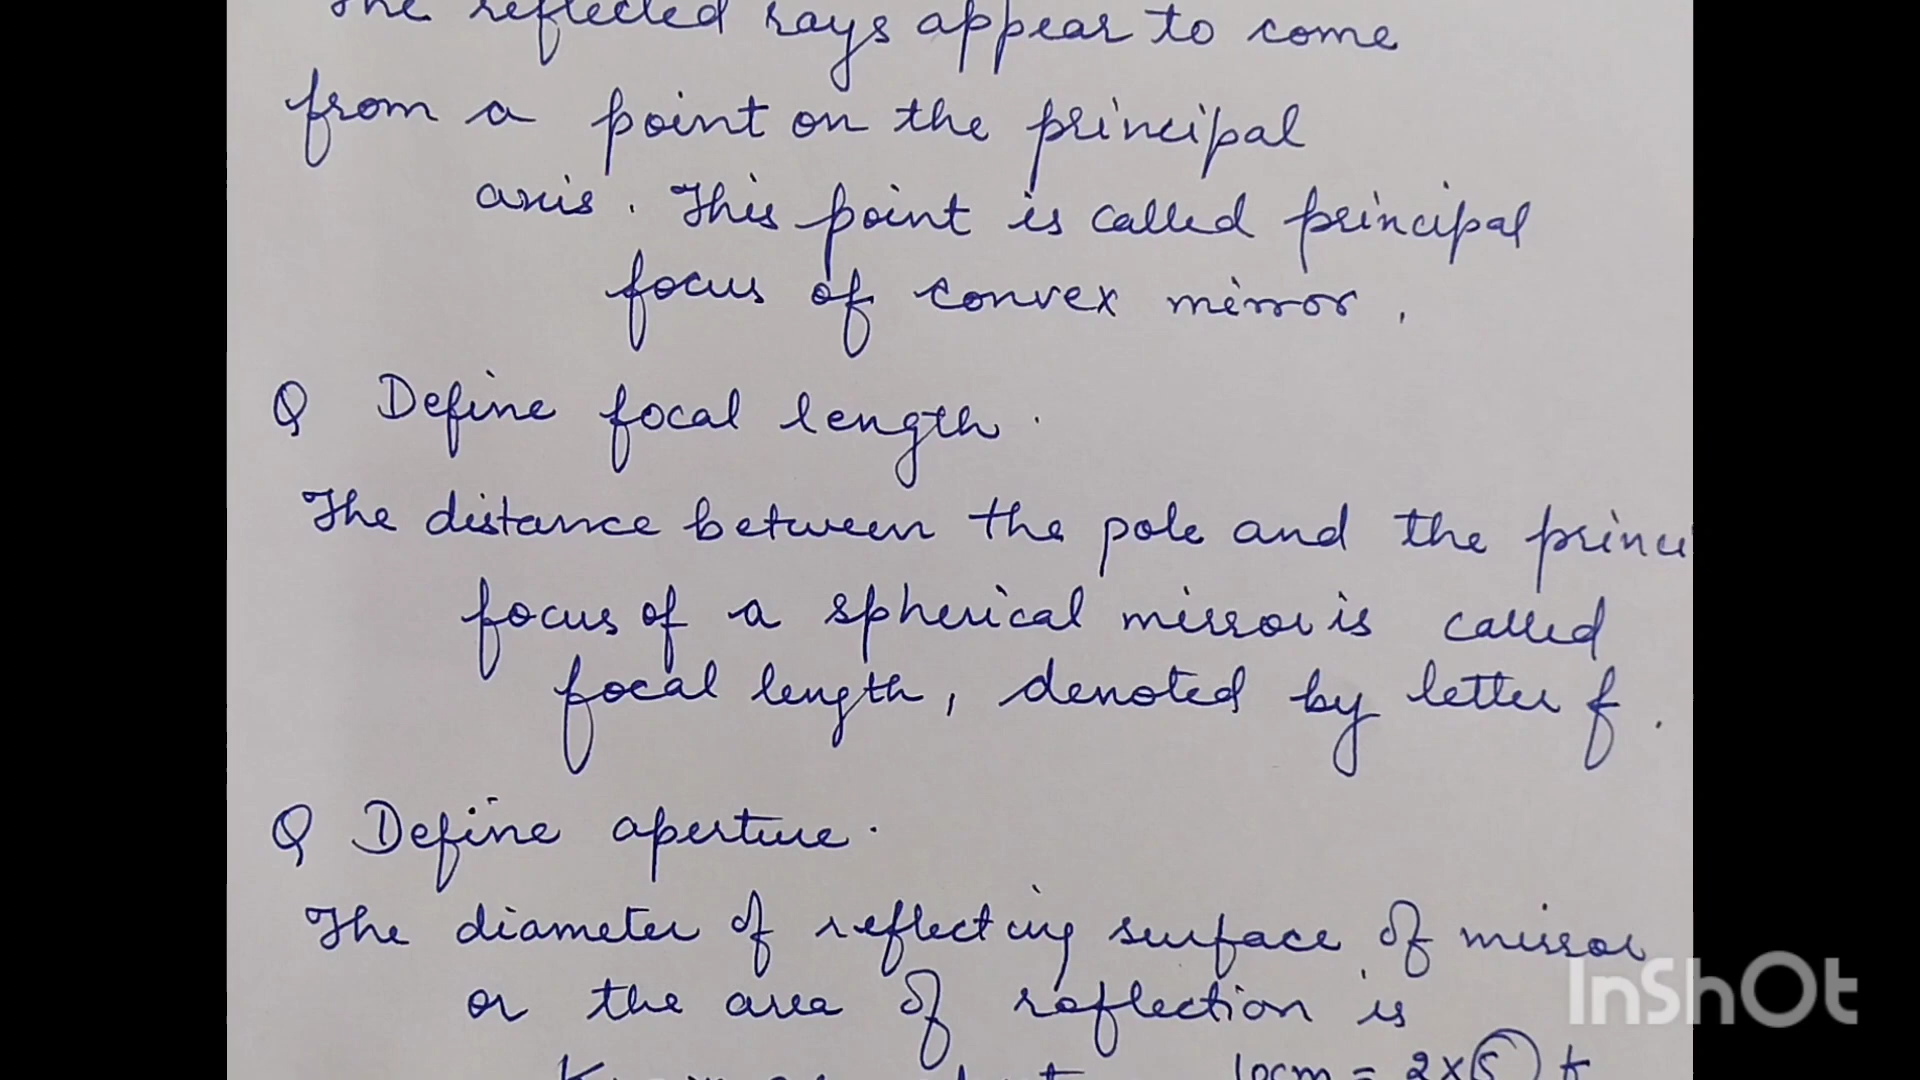 The reflected rays appear to come
from a point on the principal
axis. This point is called principal
focus of convex mirror.
Q Define focal length.
The distance between the pole and the princi
focus of a spherical mirror is called
focal length, denoted by letter f.
Q Define aperture.
The diameter of reflecting surface of mirror
or the area of reflection is
10cm = 2x5
InShOt